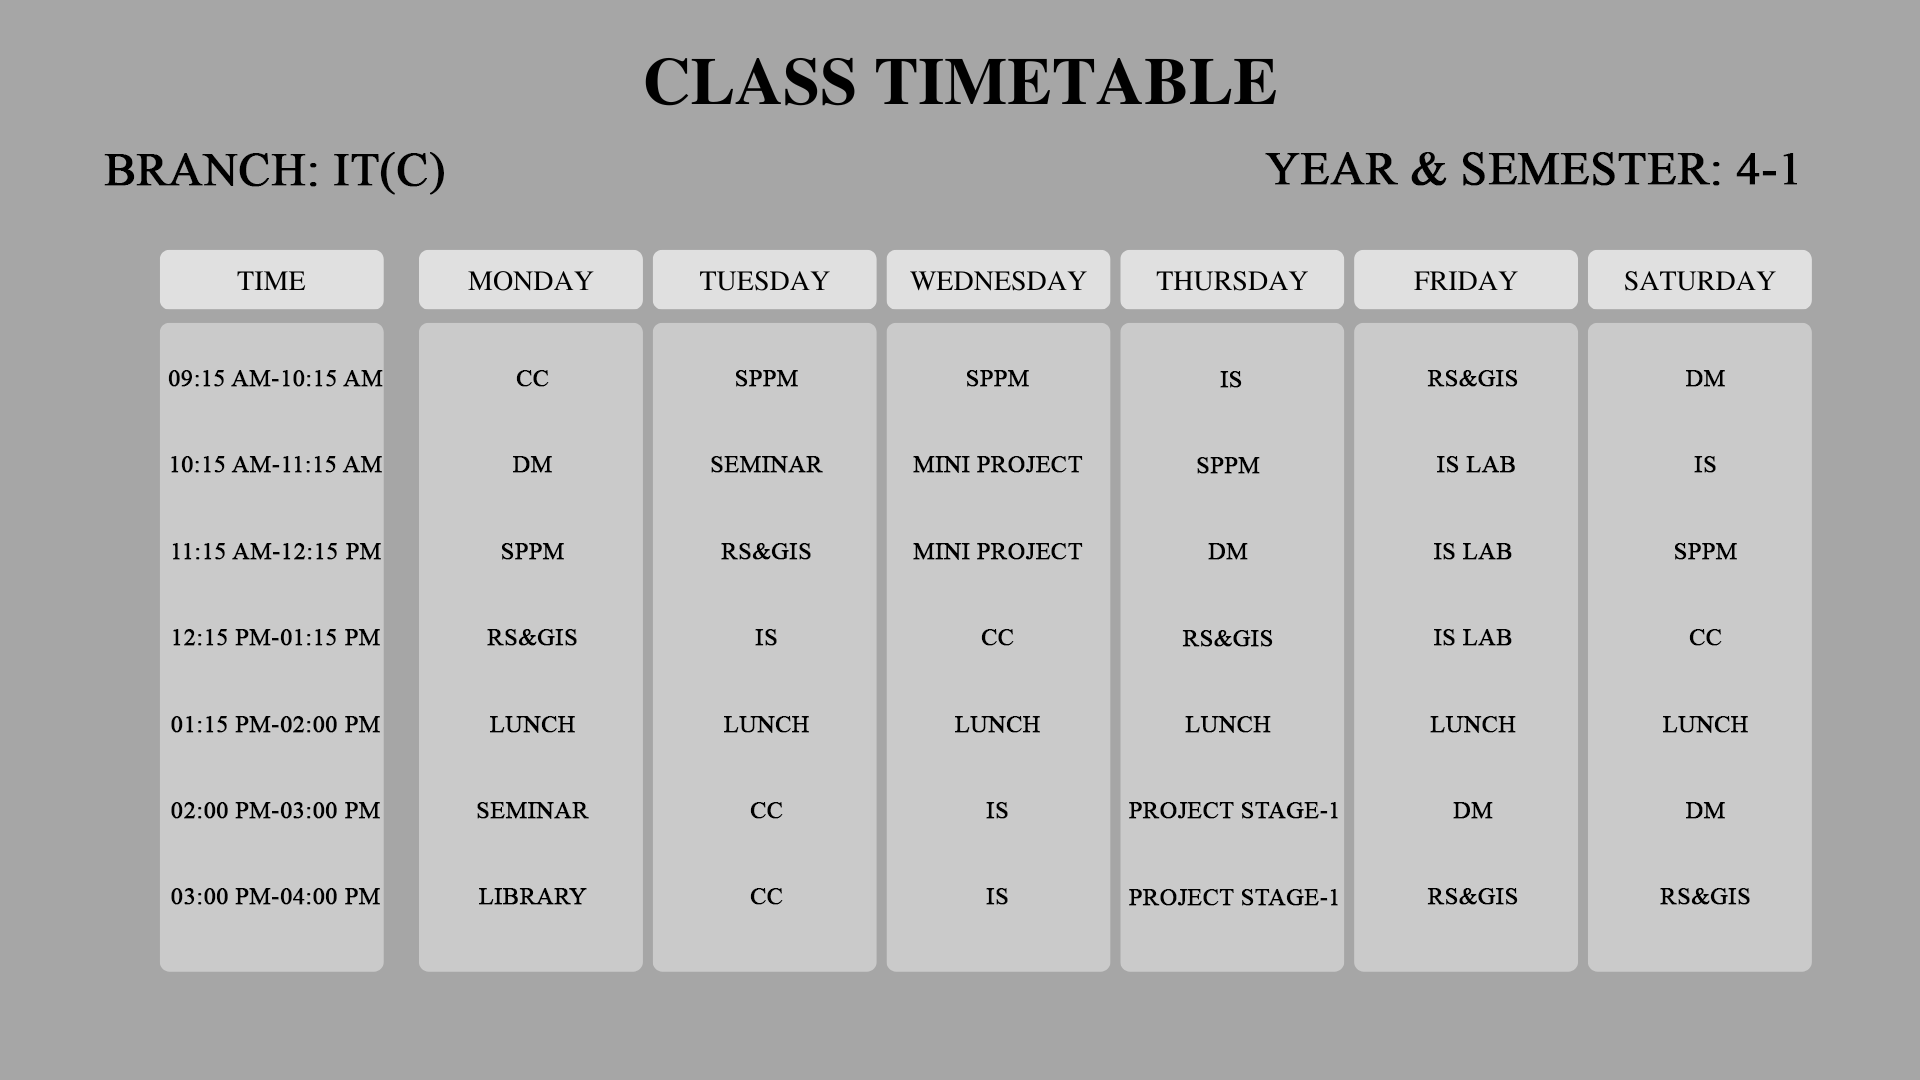 CLASS TIMETABLE
BRANCH: IT(C) YEAR & SEMESTER: 4-1
TIME MONDAY TUESDAY WEDNESDAY THURSDAY FRIDAY SATURDAY
09:15 AM-10:15 AM CC SPPM SPPM IS RS&GIS DM
10:15 AM-11:15 AM DM SEMINAR MINI PROJECT SPPM IS LAB IS
11:15 AM-12:15 PM SPPM RS&GIS MINI PROJECT DM IS LAB SPPM
12:15 PM-01:15 PM RS&GIS IS CC RS&GIS IS LAB CC
01:15 PM-02:00 PM LUNCH LUNCH LUNCH LUNCH LUNCH LUNCH
02:00 PM-03:00 PM SEMINAR CC IS PROJECT STAGE-1 DM DM
03:00 PM-04:00 PM LIBRARY CC IS PROJECT STAGE-1 RS&GIS RS&GIS